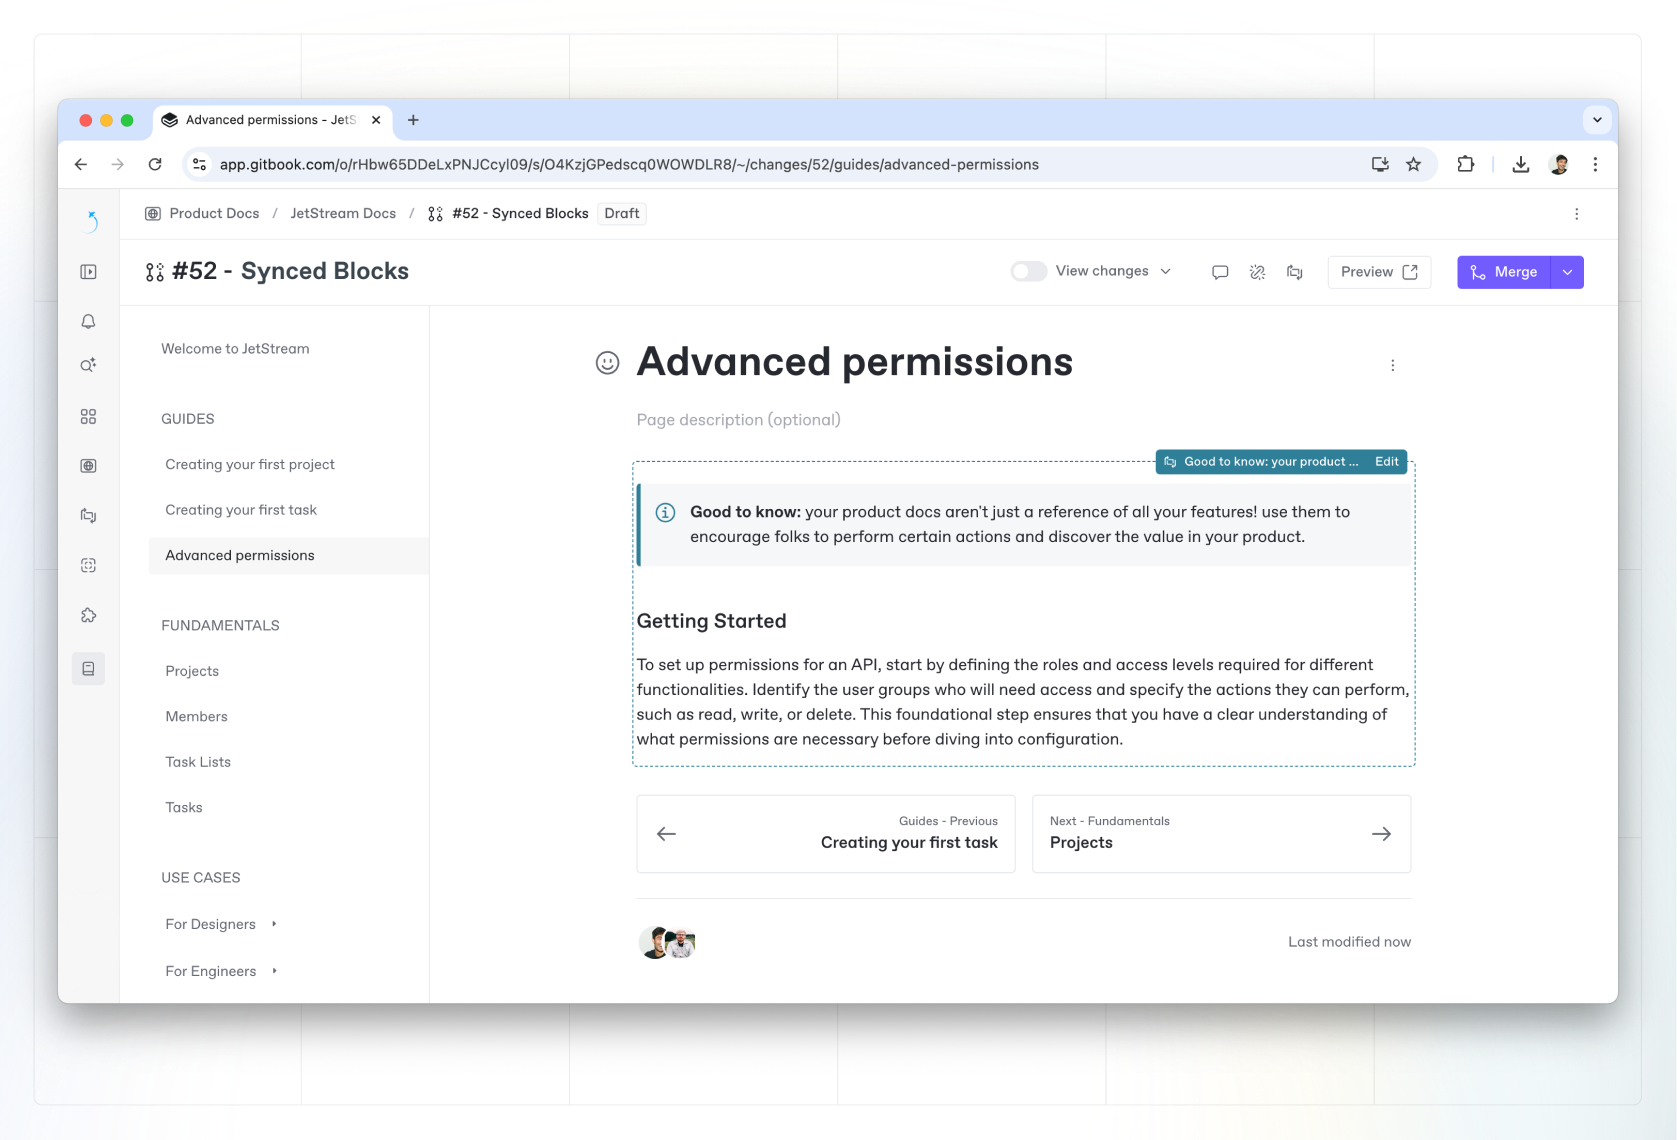 Advanced permissions - JetS
app.gitbook.com/o/rHbw65DDeLxPNJCcyl09/s/O4KzjGPedscq0WOWDLR8/~/changes/52/guides/advanced-permissions
Product Docs / JetStream Docs / #52 - Synced Blocks Draft
#52 - Synced Blocks
View changes
Preview
Merge
Welcome to JetStream
GUIDES
Creating your first project
Creating your first task
Advanced permissions
FUNDAMENTALS
Projects
Members
Task Lists
Tasks
USE CASES
For Designers
For Engineers
Advanced permissions
Page description (optional)
Good to know: your product ... Edit
Good to know: your product docs aren't just a reference of all your features! use them to
encourage folks to perform certain actions and discover the value in your product.
Getting Started
To set up permissions for an API, start by defining the roles and access levels required for different
functionalities. Identify the user groups who will need access and specify the actions they can perform,
such as read, write, or delete. This foundational step ensures that you have a clear understanding of
what permissions are necessary before diving into configuration.
Guides - Previous
Creating your first task
Next - Fundamentals
Projects
Last modified now